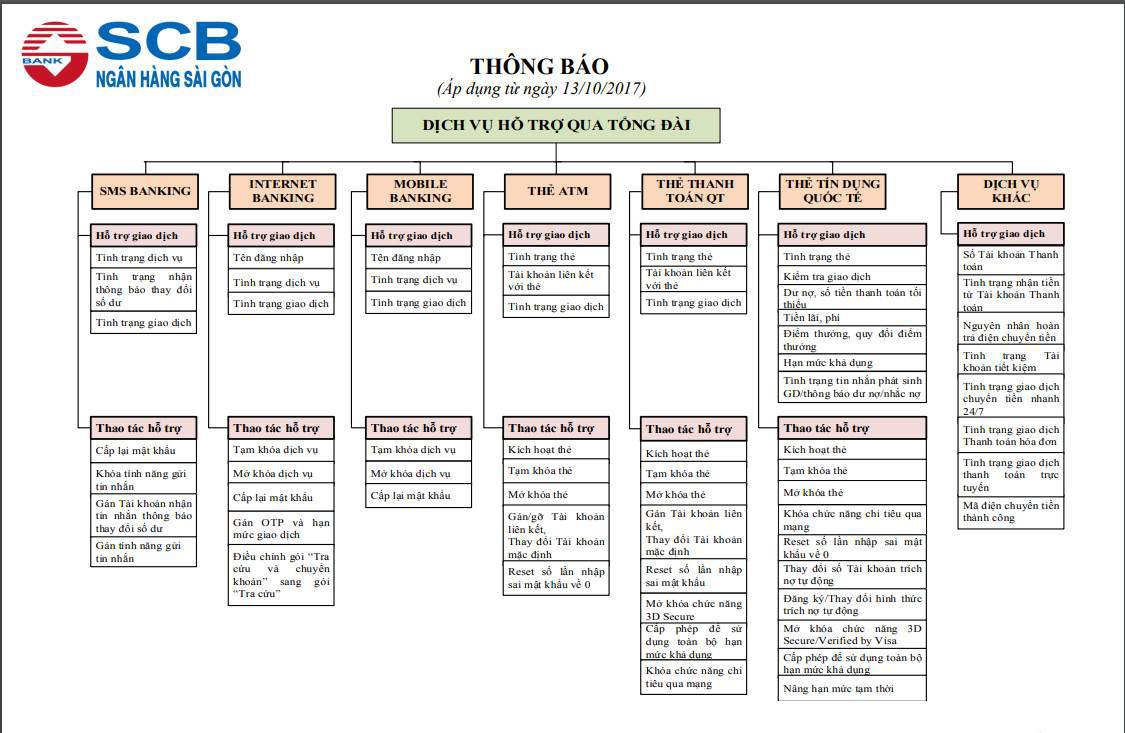 BANK
SCB
NGÂN HÀNG SÀI GÒN
THÔNG BÁO
(Áp dụng từ ngày 13/10/2017)
DỊCH VỤ HỖ TRỢ QUA TỔNG ĐÀI
SMS BANKING
Hỗ trợ giao dịch
Tình trạng dịch vụ
Tình trạng nhận
thông báo thay đổi
số dư
Tình trạng giao dịch
Thao tác hỗ trợ
Cấp lại mật khẩu
Khóa tính năng gửi
tin nhắn
Gán Tài khoản nhận
tin nhắn thông báo
thay đổi số dư
Gán tính năng gửi
tin nhắn
INTERNET
BANKING
Hỗ trợ giao dịch
Tên đăng nhập
Tình trạng dịch vụ
Tình trạng giao dịch
Thao tác hỗ trợ
Tạm khóa dịch vụ
Mở khóa dịch vụ
Cấp lại mật khẩu
Gán OTP và hạn
mức giao dịch
Điều chỉnh gói “Tra
cứu và chuyển
khoản” sang gói
“Tra cứu”
MOBILE
BANKING
Hỗ trợ giao dịch
Tên đăng nhập
Tình trạng dịch vụ
Tình trạng giao dịch
Thao tác hỗ trợ
Tạm khóa dịch vụ
Mở khóa dịch vụ
Cấp lại mật khẩu
THẺ ATM
Hỗ trợ giao dịch
Tình trạng thẻ
Tài khoản liên kết
với thẻ
Tình trạng giao dịch
Thao tác hỗ trợ
Kích hoạt thẻ
Tạm khóa thẻ
Mở khóa thẻ
Gán/gỡ Tài khoản
liên kết,
Thay đổi Tài khoản
mặc định
Reset số lần nhập
sai mật khẩu về 0
THẺ THANH
TOÁN QT
Hỗ trợ giao dịch
Tình trạng thẻ
Tài khoản liên kết
với thẻ
Tình trạng giao dịch
Thao tác hỗ trợ
Kích hoạt thẻ
Tạm khóa thẻ
Mở khóa thẻ
Gán Tài khoản liên
kết,
Thay đổi Tài khoản
mặc định
Reset số lần nhập
sai mật khẩu
Mở khóa chức năng
3D Secure
Cấp phép để sử
dụng toàn bộ hạn
mức khả dụng
Khóa chức năng chi
tiêu qua mạng
THẺ TÍN DỤNG
QUỐC TẾ
Hỗ trợ giao dịch
Tình trạng thẻ
Kiểm tra giao dịch
Dư nợ, số tiền thanh toán tối
thiểu
Tiền lãi, phí
Điểm thưởng, quy đổi điểm
thưởng
Hạn mức khả dụng
Tình trạng tin nhắn phát sinh
GD/thông báo dư nợ/nhắc nợ
Thao tác hỗ trợ
Kích hoạt thẻ
Tạm khóa thẻ
Mở khóa thẻ
Khóa chức năng chi tiêu qua
mạng
Reset số lần nhập sai mật
khẩu về 0
Thay đổi số Tài khoản trích
nợ tự động
Đăng ký/Thay đổi hình thức
trích nợ tự động
Mở khóa chức năng 3D
Secure/Verified by Visa
Cấp phép để sử dụng toàn bộ
hạn mức khả dụng
Nâng hạn mức tạm thời
DỊCH VỤ
KHÁC
Hỗ trợ giao dịch
Số Tài khoản Thanh
toán
Tình trạng nhận tiền
từ Tài khoản Thanh
toán
Nguyên nhân hoàn
trả điện chuyển tiền
Tình trạng Tài
khoản tiết kiệm
Tình trạng giao dịch
chuyển tiền nhanh
24/7
Tình trạng giao dịch
Thanh toán hóa đơn
Tình trạng giao dịch
thanh toán trực
tuyến
Mã điện chuyển tiền
thành công